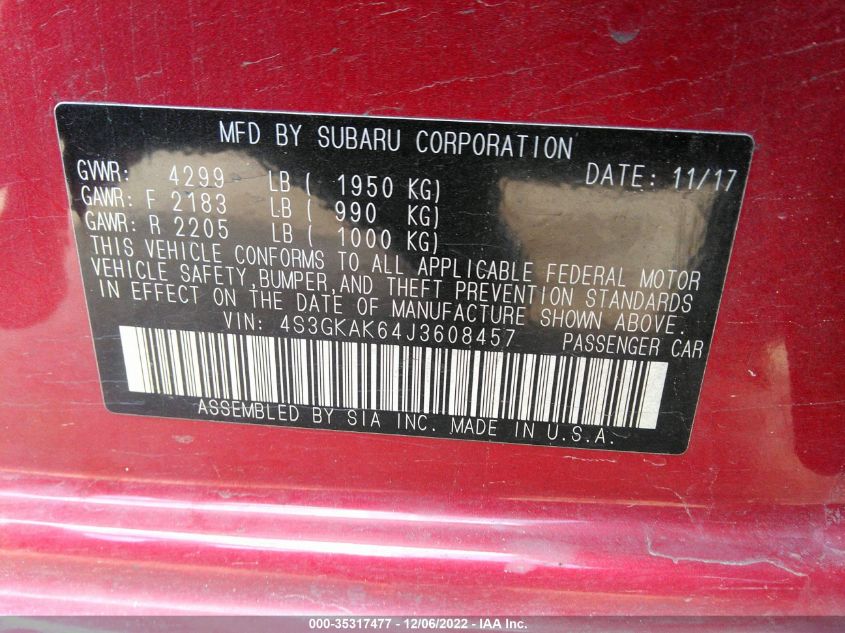 MFD BY SUBARU CORPORATION
GVWR: 4299 LB ( 1950 KG) DATE: 11/17
GAWR: F 2183 LB ( 990 KG)
GAWR: R 2205 LB ( 1000 KG)
THIS VEHICLE CONFORMS TO ALL APPLICABLE FEDERAL MOTOR
VEHICLE SAFETY,BUMPER,AND THEFT PREVENTION STANDARDS
IN EFFECT ON THE DATE OF MANUFACTURE SHOWN ABOVE.
VIN: 4S3GKAK64J3608457 PASSENGER CAR
ASSEMBLED BY SIA INC. MADE IN U.S.A.
000-35317477 - 12/06/2022 - IAA Inc.